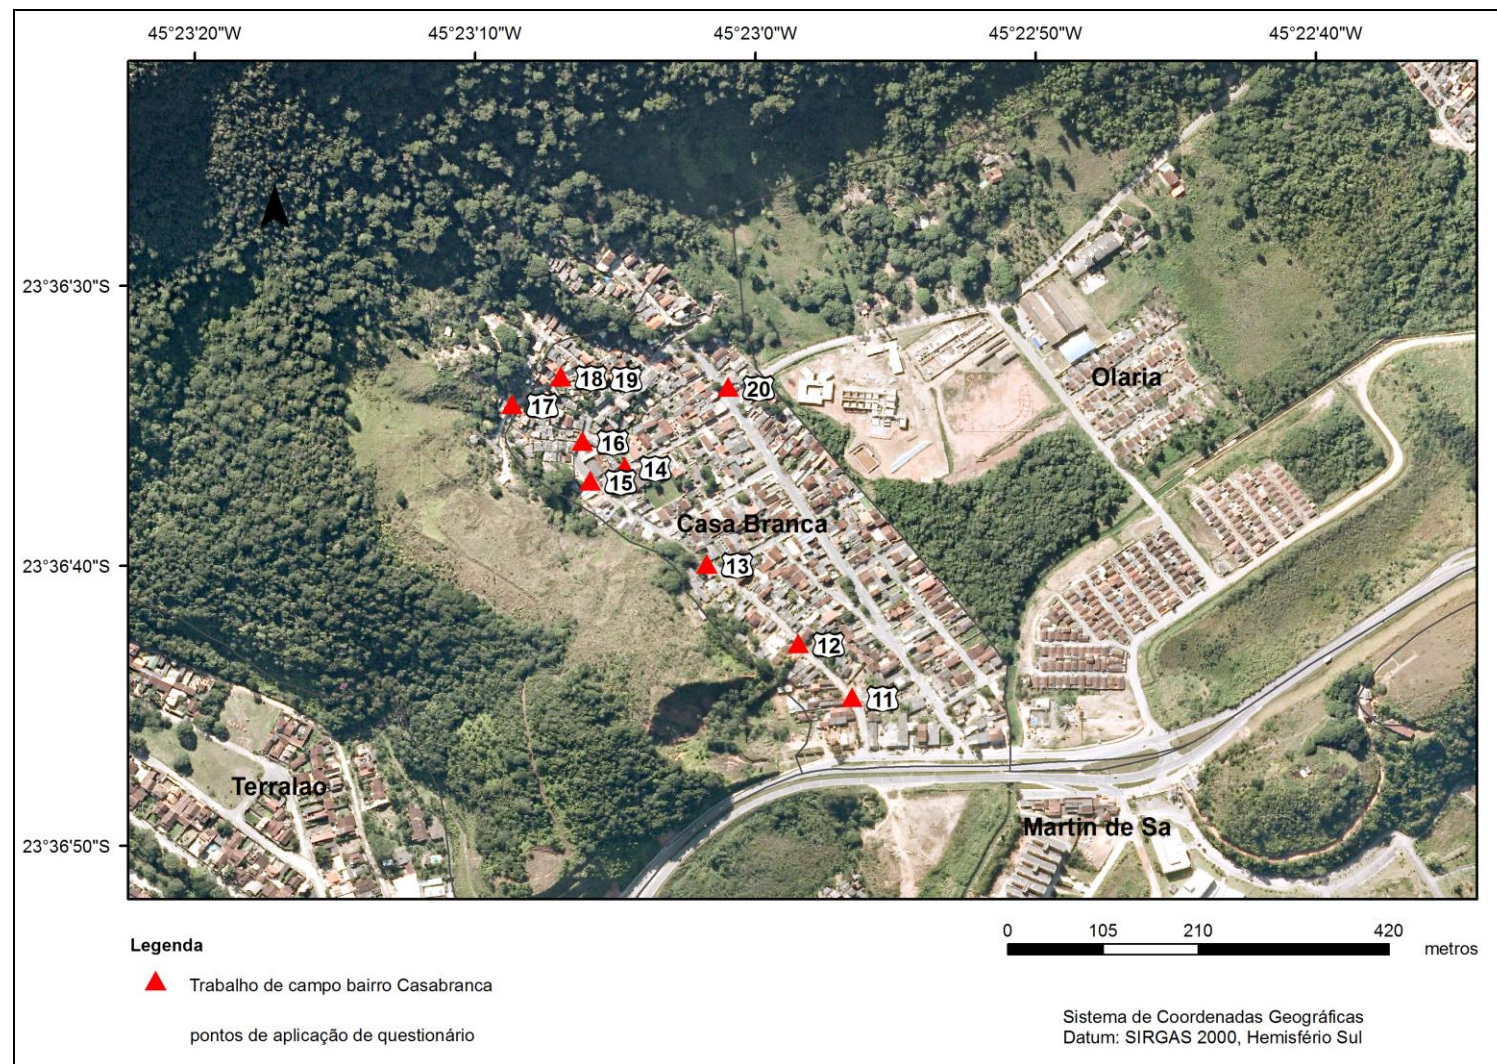 45°23'20"W
45°23'10"W
45°23'0"W
45°22'50"W
45°22'40"W
23°36'30"S
Olaria
18
19
20
17
16
14
15
Casa Branca
23°36'40"S
13
12
11
Terralao
Martin de Sa
23°36'50"S
0 105 210 420
metros
Legenda
Trabalho de campo bairro Casabranca
pontos de aplicação de questionário
Sistema de Coordenadas Geográficas
Datum: SIRGAS 2000, Hemisfério Sul